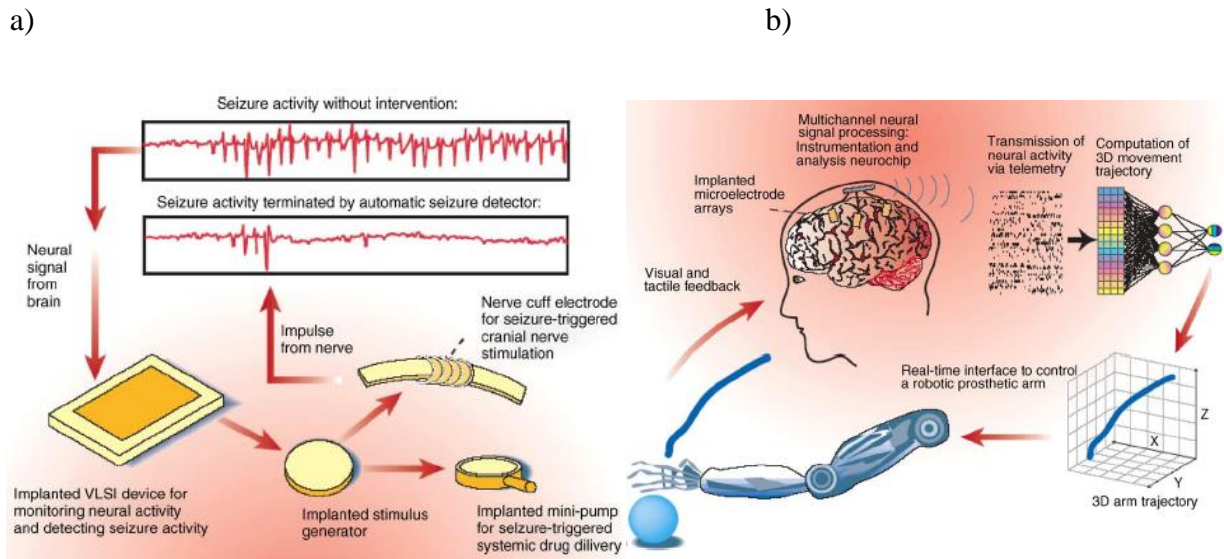 a)
Seizure activity without intervention:
Seizure activity terminated by automatic seizure detector:
Neural
signal from
brain
Impulse
from nerve
Nerve cuff electrode
for seizure-triggered
cranial nerve
stimulation
Implanted VLSI device for
monitoring neural activity
and detecting seizure activity
Implanted stimulus
generator
Implanted mini-pump
for seizure-triggered
systemic drug dilivery
b)
Multichannel neural
signal processing:
Instrumentation and
analysis neurochip
Implanted
microelectrode
arrays
Transmission of
neural activity
via telemetry
Computation of
3D movement
trajectory
Visual and
tactile feedback
Real-time interface to control
a robotic prosthetic arm
Z
X
Y
3D arm trajectory